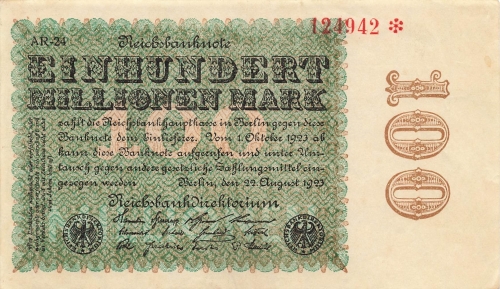 124942 *
AR-24 Reichsbanknote
EINHUNDERT
MILLIONEN MARK
zahlt die Reichsbankhauptkasse in Berlin gegen diese
Banknote dem Einlieferer. Vom 1. Oktober 1923 ab
kann diese Banknote aufgerufen und unter Um-
tausch gegen andere gesetzliche Zahlungsmittel ein-
gezogen werden
Berlin, den 22. August 1923
Reichsbankdirektorium
100
100